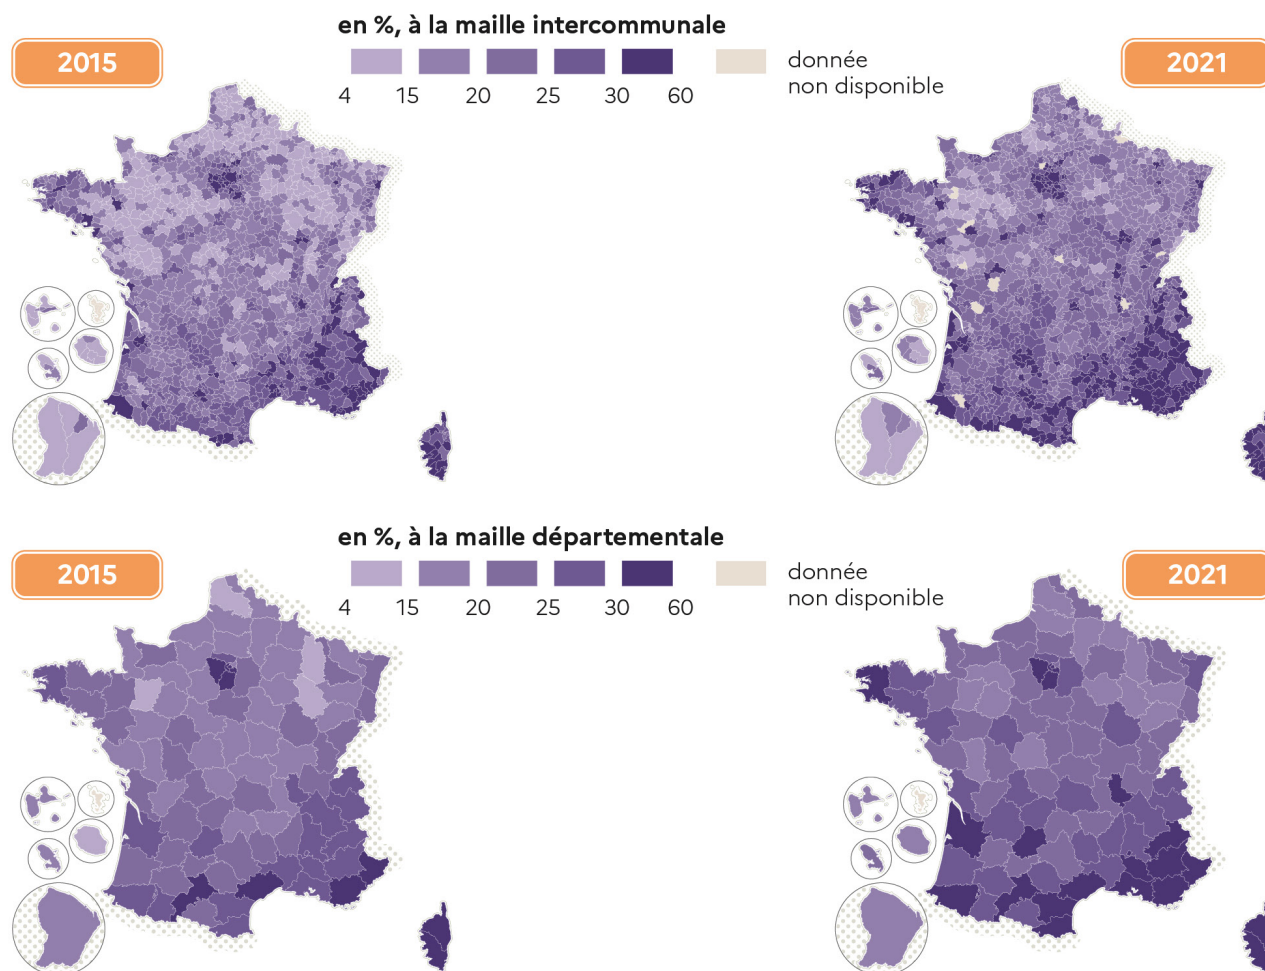 en %, à la maille intercommunale
2015
4 15 20 25 30 60
donnée
non disponible
2021
en %, à la maille départementale
2015
4 15 20 25 30 60
donnée
non disponible
2021